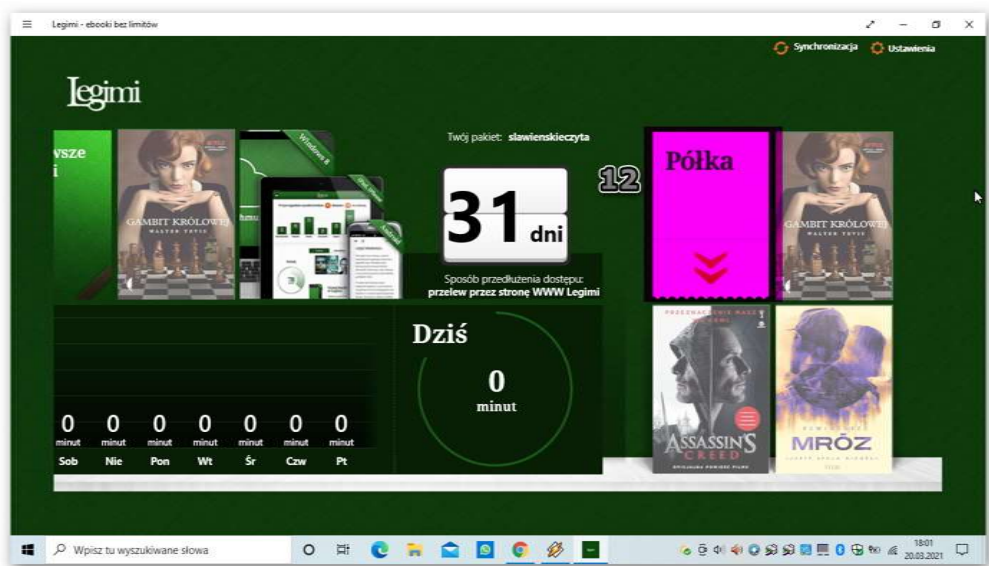 Legimi - ebooki bez limitów
Synchronizacja
Ustawienia
Legimi
wsze
i
GAMBIT KRÓLOWEJ
WALTER TEVIS
Windows 8
Android
Twój pakiet: slawienskieczyta
31 dni
Sposób przedłużenia dostępu:
przelew przez stronę WWW Legimi
12
Półka
GAMBIT KRÓLOWEJ
WALTER TEVIS
Dziś
0
minut
0 0 0 0 0 0 0
minut minut minut minut minut minut minut
Sob Nie Pon Wt Śr Czw Pt
ASSASSIN'S
CREED
MRÓZ
Wpisz tu wyszukiwane słowa
18:01
20.03.2021